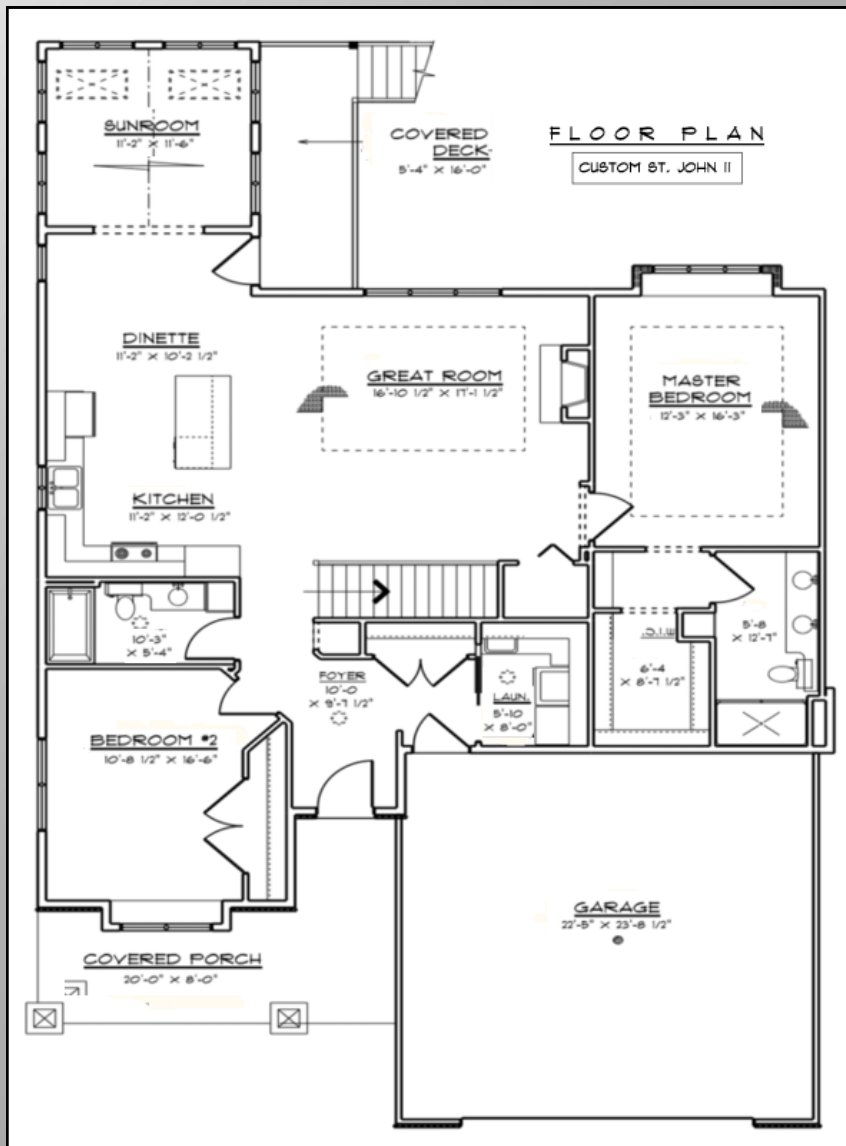 SUNROOM
11'-2" X 11'-6"
COVERED
DECK
5'-4" X 16'-0"
FLOOR PLAN
CUSTOM ST. JOHN II
DINETTE
11'-2" X 10'-2 1/2"
GREAT ROOM
16'-10 1/2" X 17'-1 1/2"
MASTER
BEDROOM
12'-3" X 16'-3"
KITCHEN
11'-2" X 12'-0 1/2"
10'-3"
X 5'-4"
W.I.C.
6'-4
X 8'-7 1/2"
5'-8
X 12'-7"
FOYER
10'-0
X 9'-7 1/2"
LAUN.
5'-10
X 8'-0"
BEDROOM #2
10'-8 1/2" X 16'-6"
GARAGE
22'-5" X 23'-8 1/2"
COVERED PORCH
20'-0" X 8'-0"